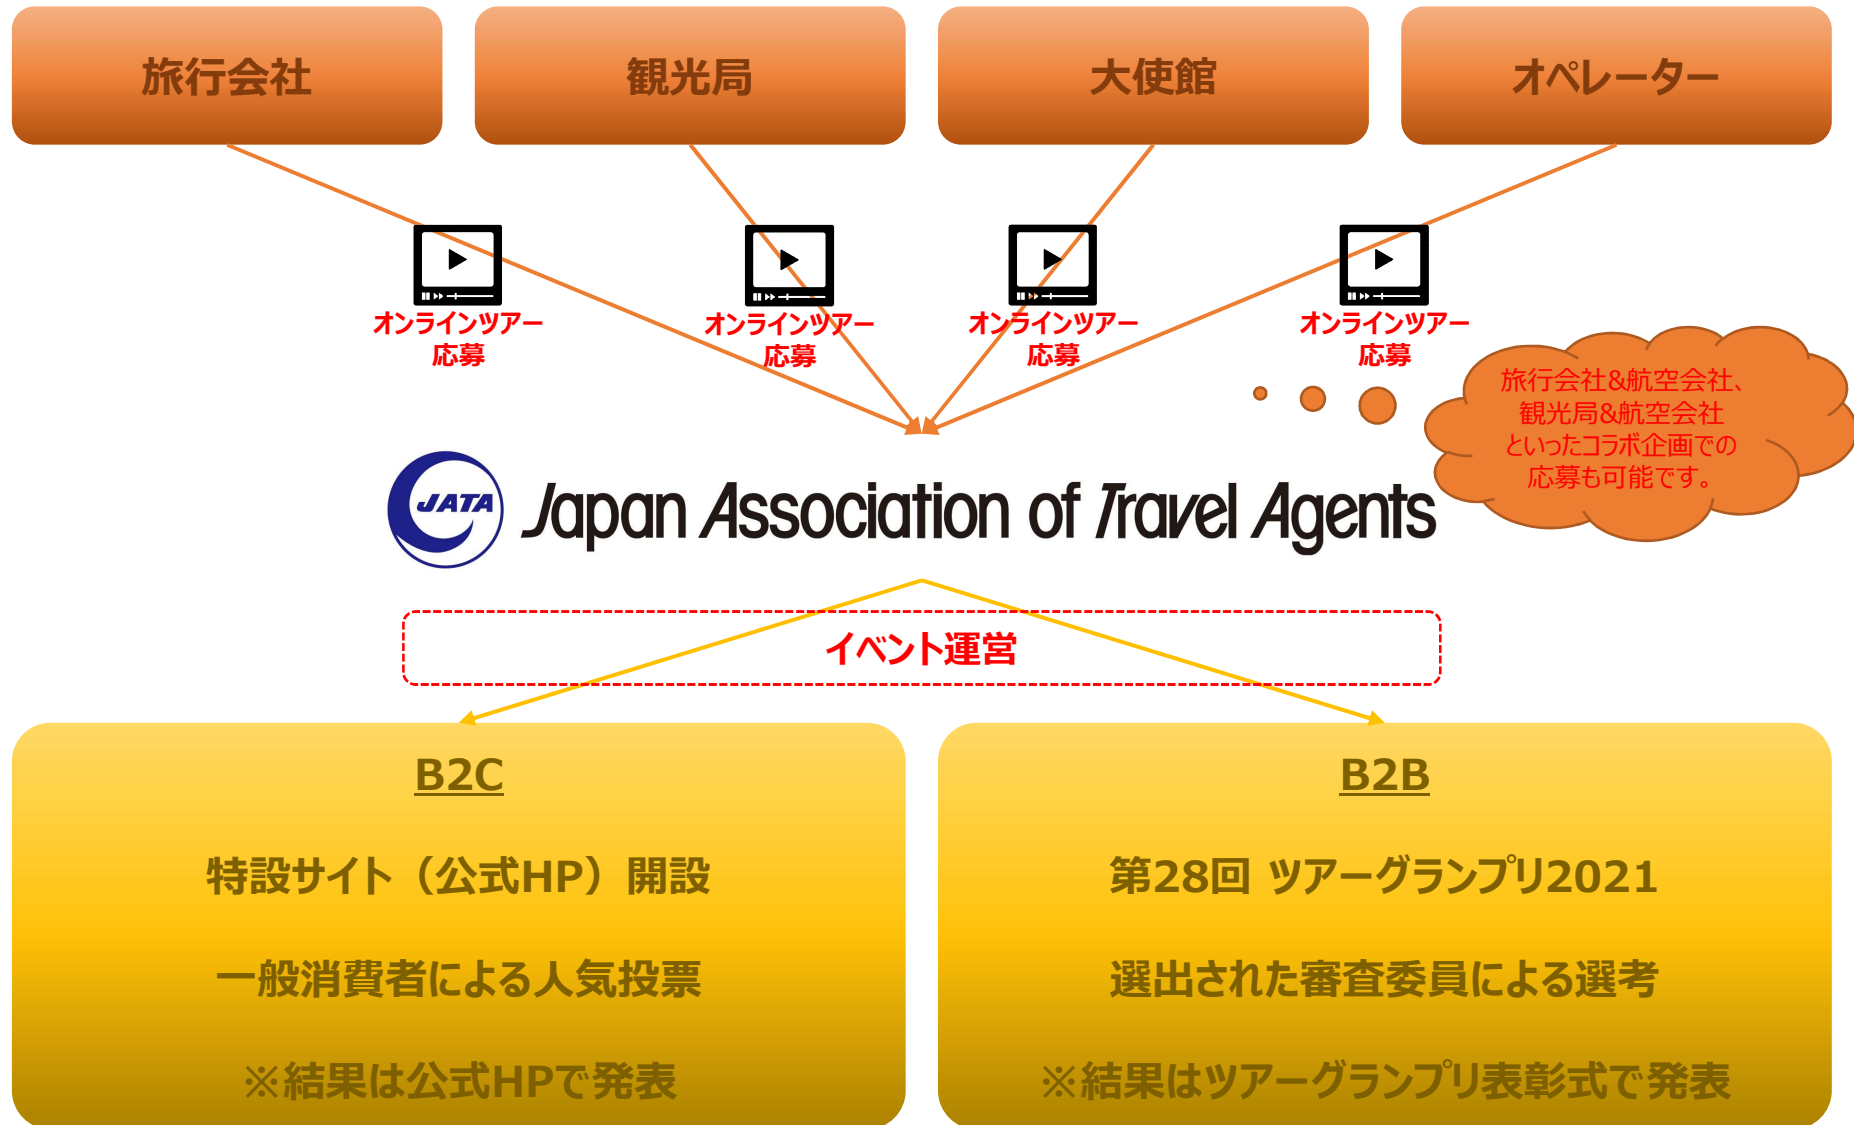 旅行会社
観光局
大使館
オペレーター
オンラインツアー
応募
オンラインツアー
応募
オンラインツアー
応募
オンラインツアー
応募
旅行会社&航空会社、
観光局&航空会社
といったコラボ企画での
応募も可能です。
JATA
Japan Association of Travel Agents
イベント運営
B2C
特設サイト（公式HP）開設
一般消費者による人気投票
※結果は公式HPで発表
B2B
第28回 ツアーグランプリ2021
選出された審査委員による選考
※結果はツアーグランプリ表彰式で発表